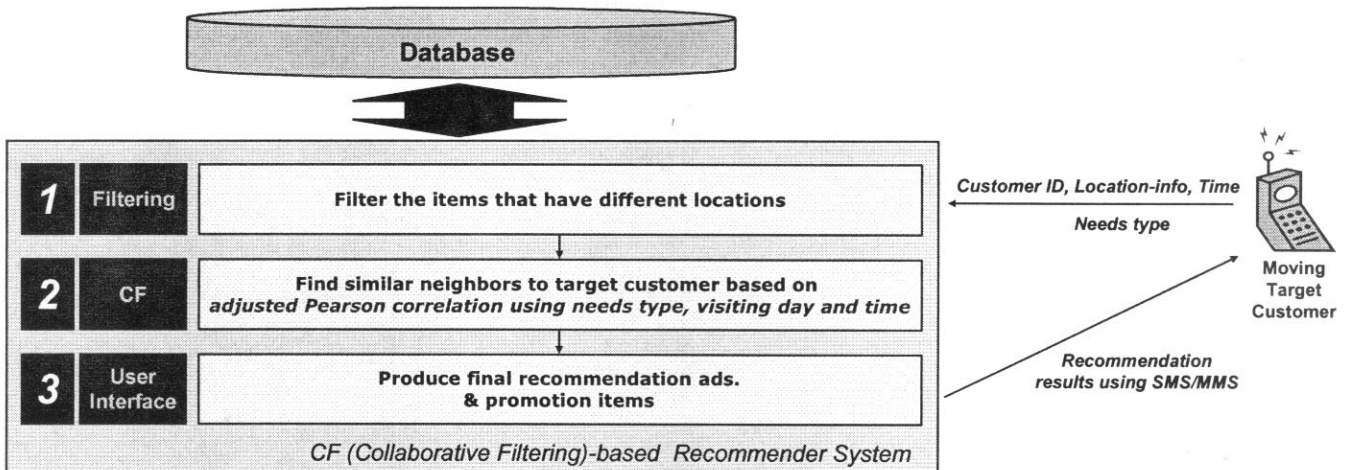 Database
1
Filtering
Filter the items that have different locations
2
CF
Find similar neighbors to target customer based on
adjusted Pearson correlation using needs type, visiting day and time
3
User
Interface
Produce final recommendation ads.
& promotion items
CF (Collaborative Filtering)-based Recommender System
Customer ID, Location-info, Time
Needs type
Moving
Target
Customer
Recommendation
results using SMS/MMS